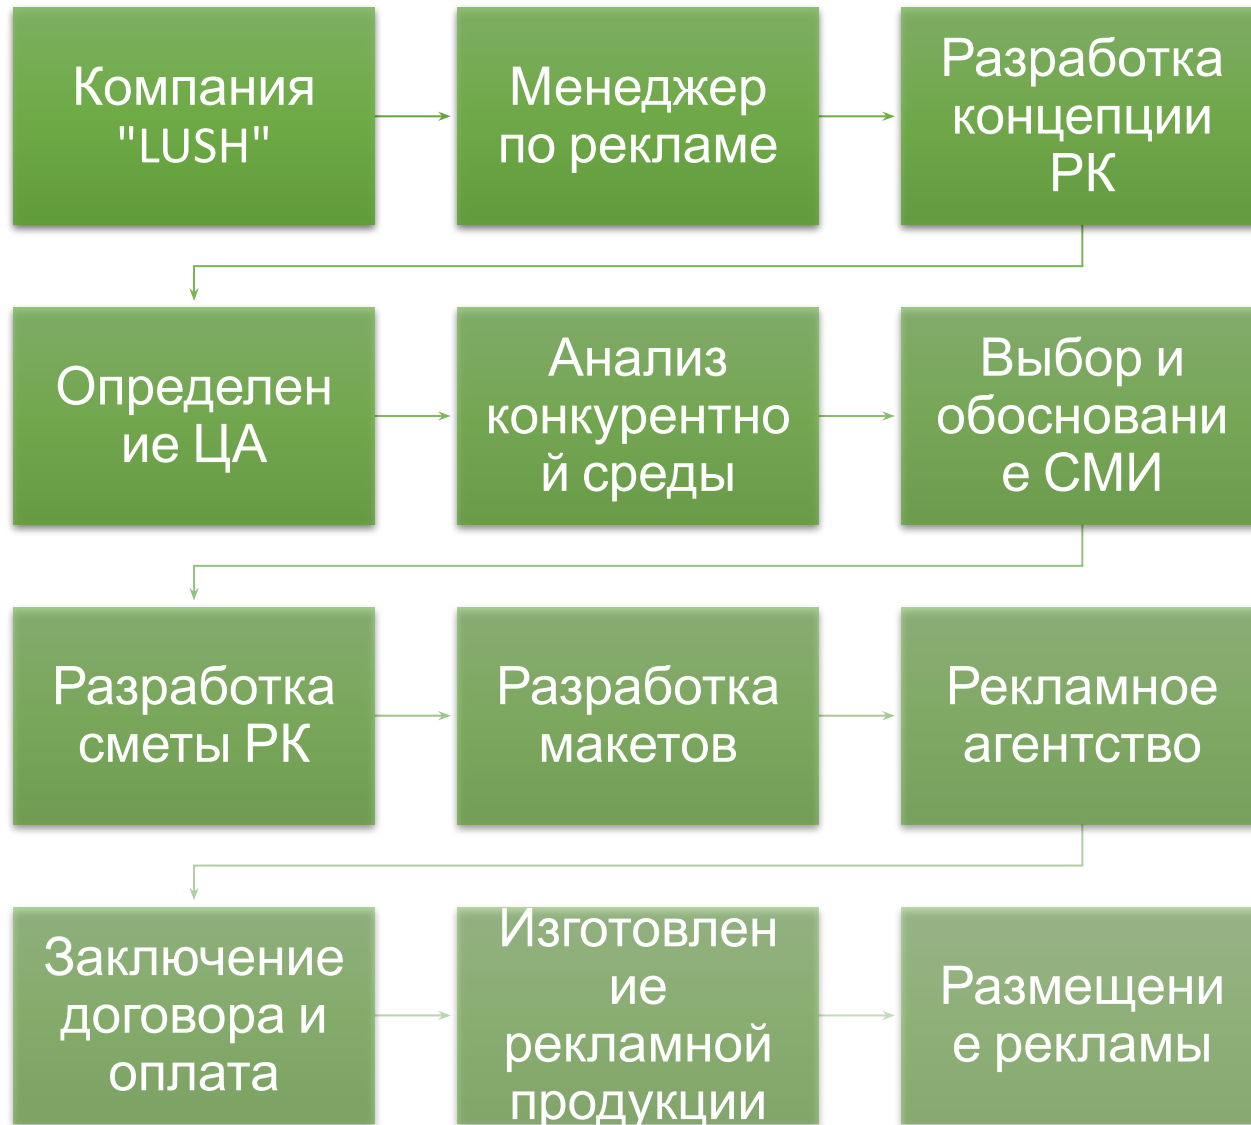 Компания
"LUSH"
Менеджер
по рекламе
Разработка
концепции
РК
Определен
ие ЦА
Анализ
конкурентно
й среды
Выбор и
обосновани
е СМИ
Разработка
сметы РК
Разработка
макетов
Рекламное
агентство
Заключение
договора и
оплата
Изготовлен
ие
рекламной
продукции
Размещени
е рекламы